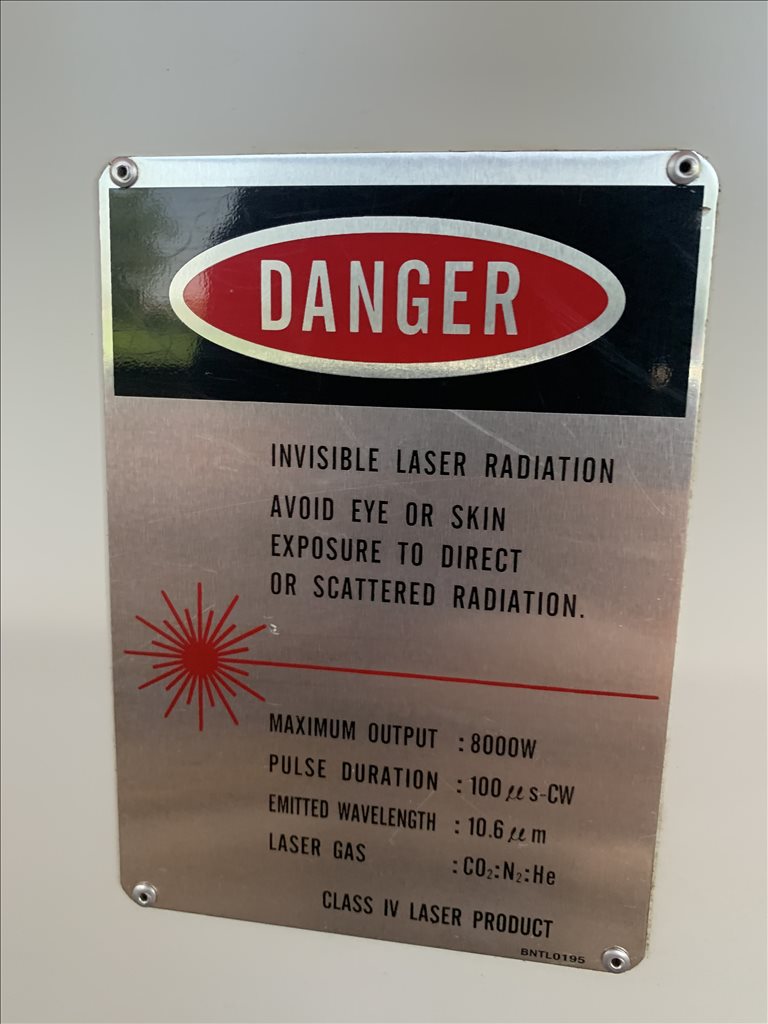 DANGER
INVISIBLE LASER RADIATION
AVOID EYE OR SKIN
EXPOSURE TO DIRECT
OR SCATTERED RADIATION.
MAXIMUM OUTPUT : 8000W
PULSE DURATION : 100 μs-CW
EMITTED WAVELENGTH : 10.6 μm
LASER GAS : CO₂:N₂:He
CLASS IV LASER PRODUCT
BNTL0195